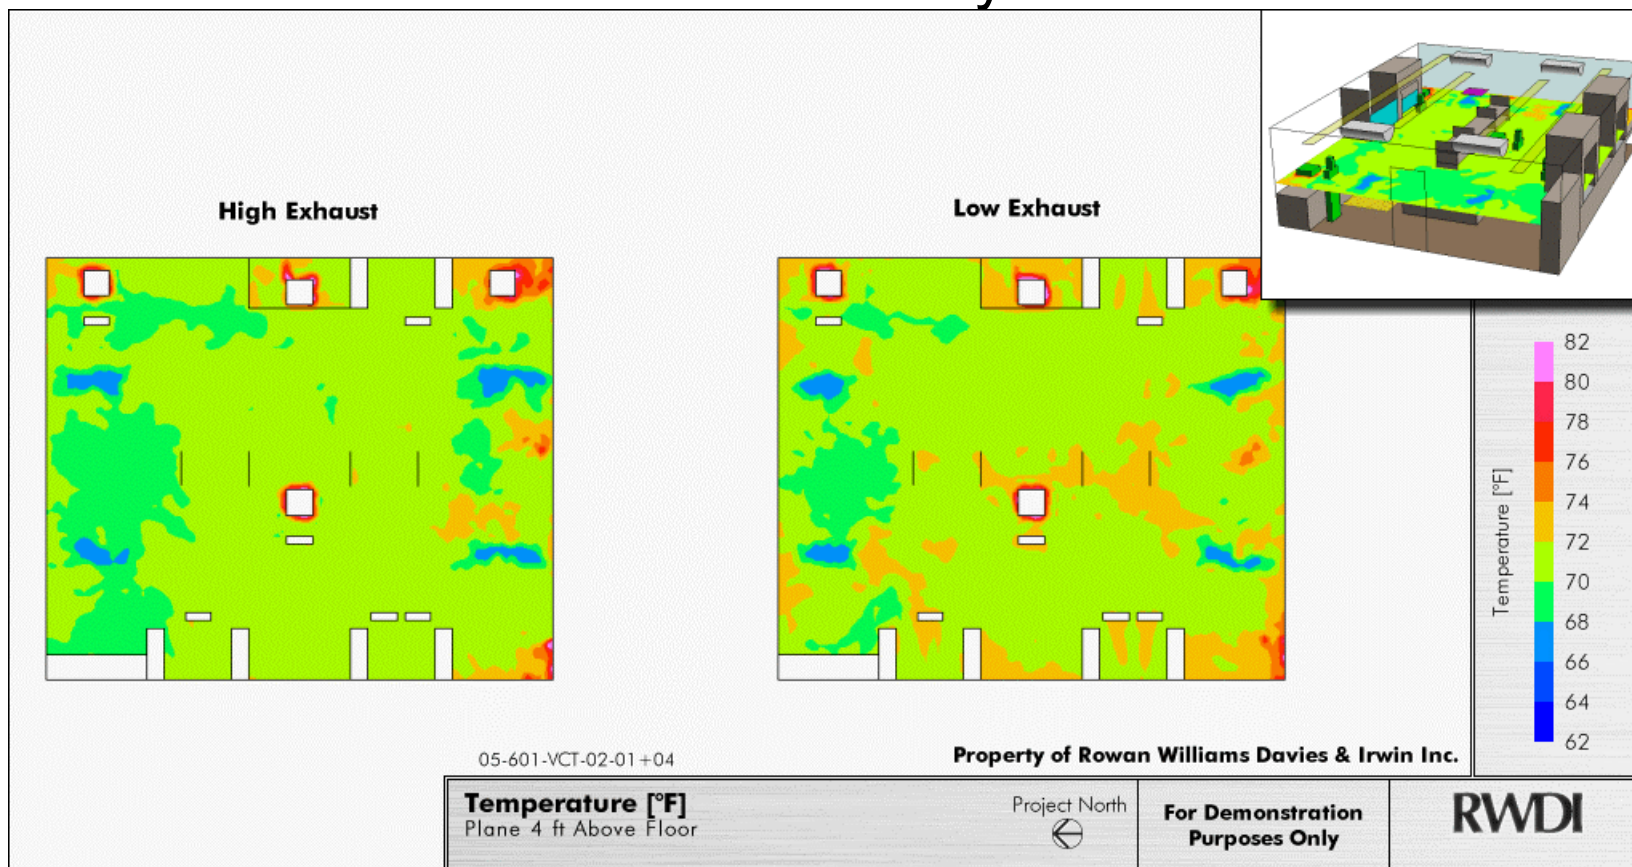 High Exhaust
Low Exhaust
82
80
78
76
74
72
70
68
66
64
62
Temperature [°F]
05-601-VCT-02-01+04
Property of Rowan Williams Davies & Irwin Inc.
Temperature [°F]
Plane 4 ft Above Floor
Project North
For Demonstration
Purposes Only
RWDI